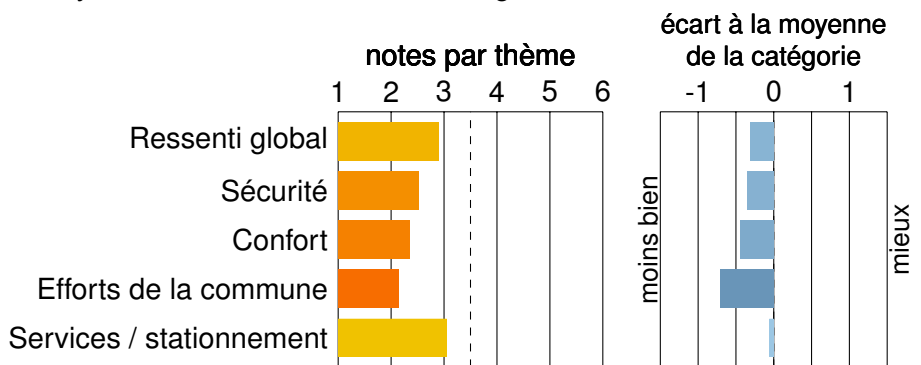 écart à la moyenne
notes par thème
de la catégorie
1 2 3 4 5 6
-1 0 1
Ressenti global
Sécurité
Confort
Efforts de la commune
Services / stationnement
moins bien
mieux